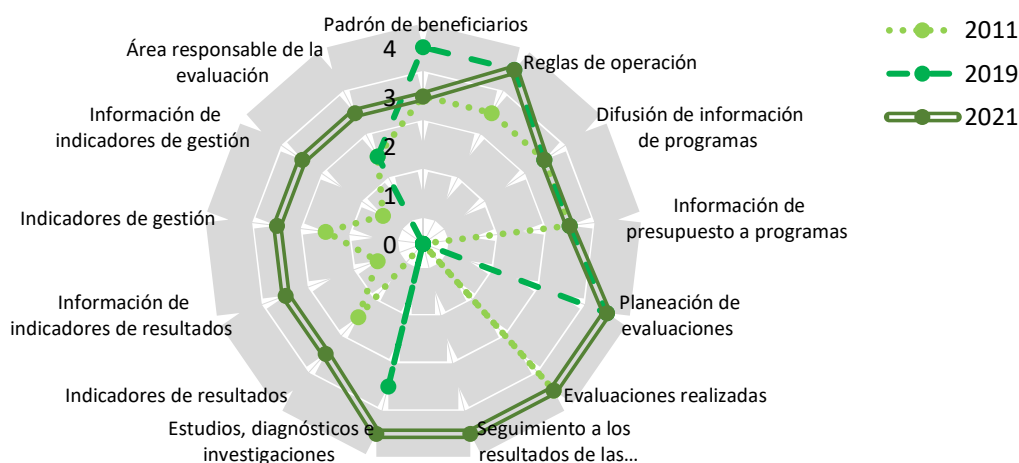 Padrón de beneficiarios
Reglas de operación
Difusión de información
de programas
Información de
presupuesto a programas
Planeación de
evaluaciones
Evaluaciones realizadas
Seguimiento a los
resultados de las…
Estudios, diagnósticos e
investigaciones
Indicadores de resultados
Información de
indicadores de resultados
Indicadores de gestión
Información de
indicadores de gestión
Área responsable de la
evaluación
4
3
2
1
0
2011
2019
2021